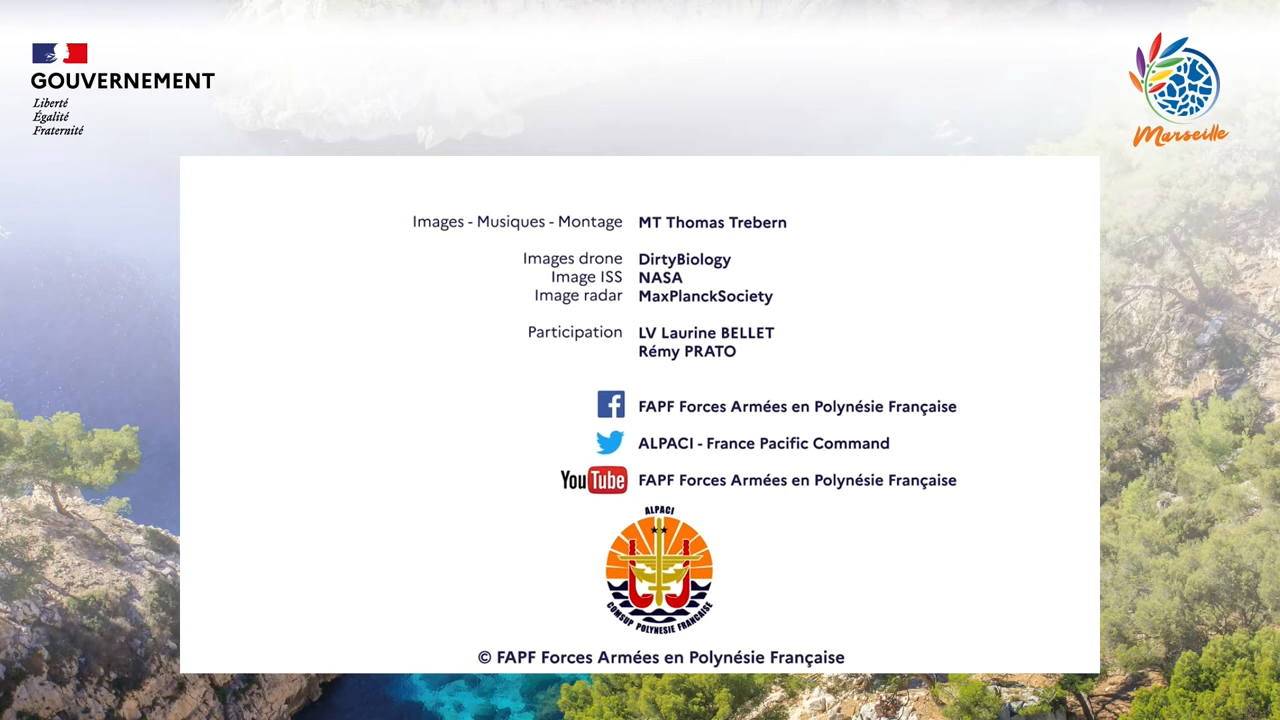 GOUVERNEMENT
Liberté
Égalité
Fraternité
Marseille
Images - Musiques - Montage MT Thomas Trebern
Images drone DirtyBiology
Image ISS NASA
Image radar MaxPlanckSociety
Participation LV Laurine BELLET
Rémy PRATO
FAPF Forces Armées en Polynésie Française
ALPACI - France Pacific Command
YouTube FAPF Forces Armées en Polynésie Française
ALPACI
COMSUP POLYNESIE FRANCAISE
© FAPF Forces Armées en Polynésie Française